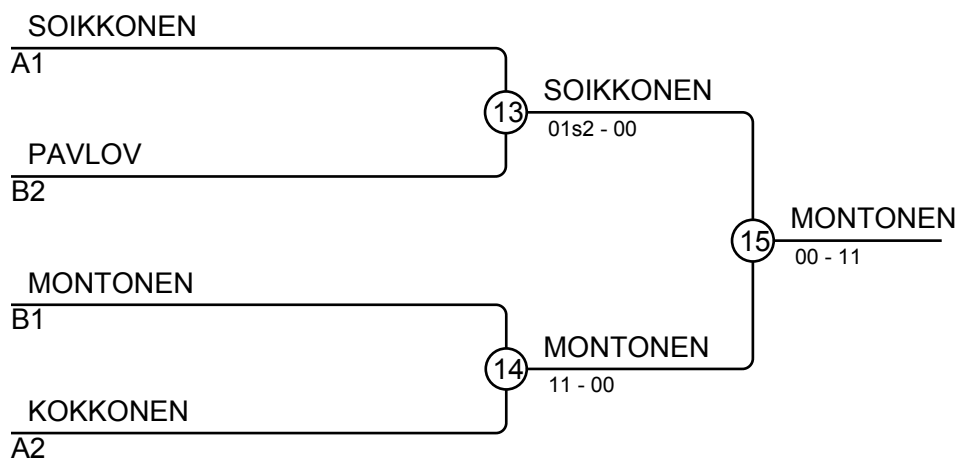 SOIKKONEN
A1
13
SOIKKONEN
01s2 - 00
PAVLOV
B2
15
MONTONEN
00 - 11
MONTONEN
B1
14
MONTONEN
11 - 00
KOKKONEN
A2